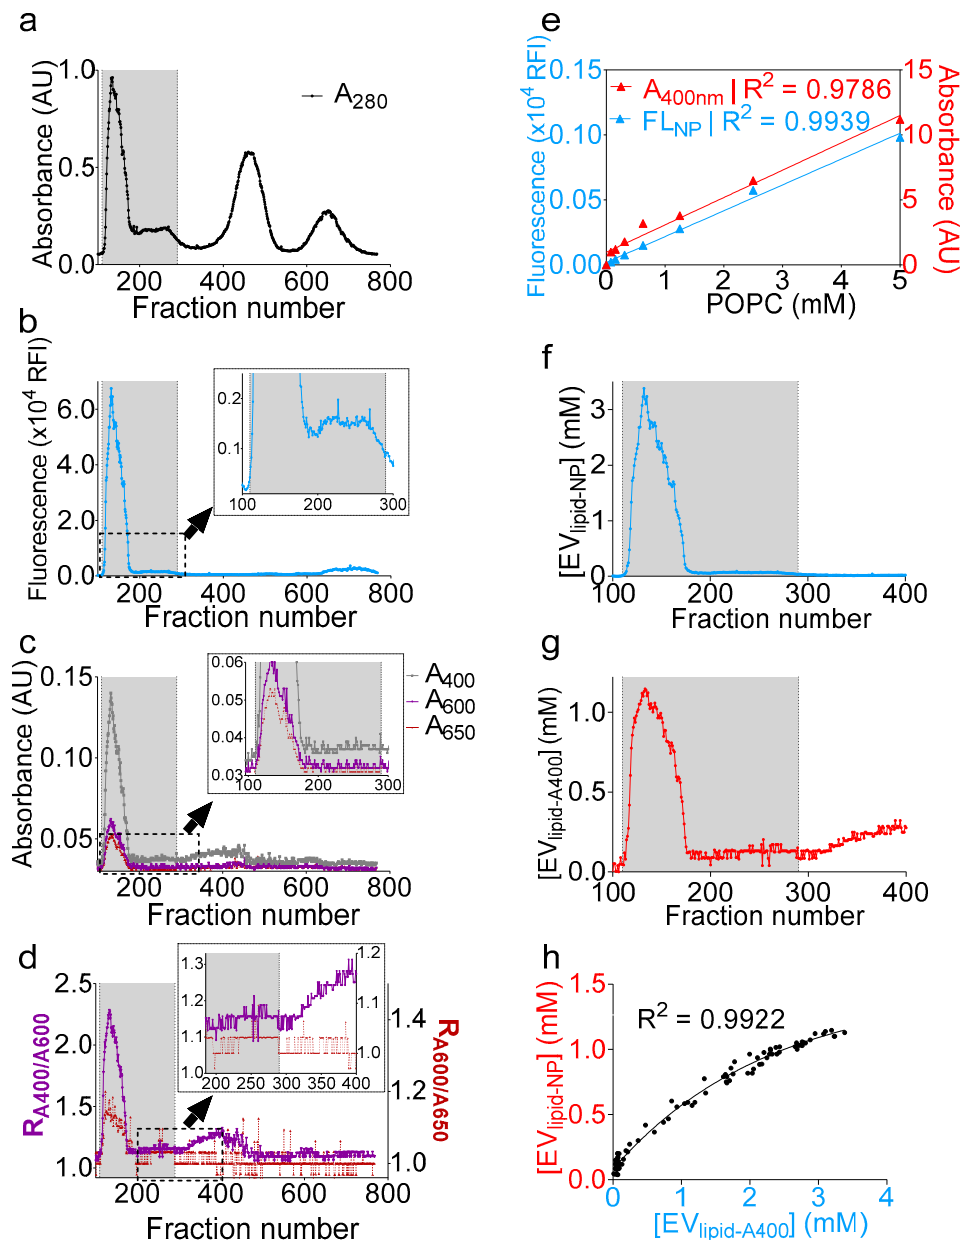 a
Absorbance (AU)
1.0
0.5
0.0
A280
200 400 600 800
Fraction number
b
Fluorescence (x10⁴ RFI)
6.0
4.0
2.0
0.0
0.2
0.1
100 200 300
200 400 600 800
Fraction number
c
Absorbance (AU)
0.15
0.10
0.05
0.06
0.05
0.04
0.03
100 200 300
A400
A600
A650
200 400 600 800
Fraction number
d
RA400/A600
2.5
2.0
1.5
1.0
1.3
1.2
1.1
1.0
200 250 300 350 400
1.2
1.1
1.0
1.4
1.2
1.0
RA600/A650
200 400 600 800
Fraction number
e
Fluorescence (x10⁴ RFI)
0.15
0.10
0.05
0.00
A400nm | R² = 0.9786
FLNP | R² = 0.9939
15
10
5
0
Absorbance (AU)
0 1 2 3 4 5
POPC (mM)
f
[EVlipid-NP] (mM)
3
2
1
0
100 200 300 400
Fraction number
g
[EVlipid-A400] (mM)
1.0
0.5
0.0
100 200 300 400
Fraction number
h
[EVlipid-NP] (mM)
1.5
1.0
0.5
0.0
R² = 0.9922
0 1 2 3 4
[EVlipid-A400] (mM)